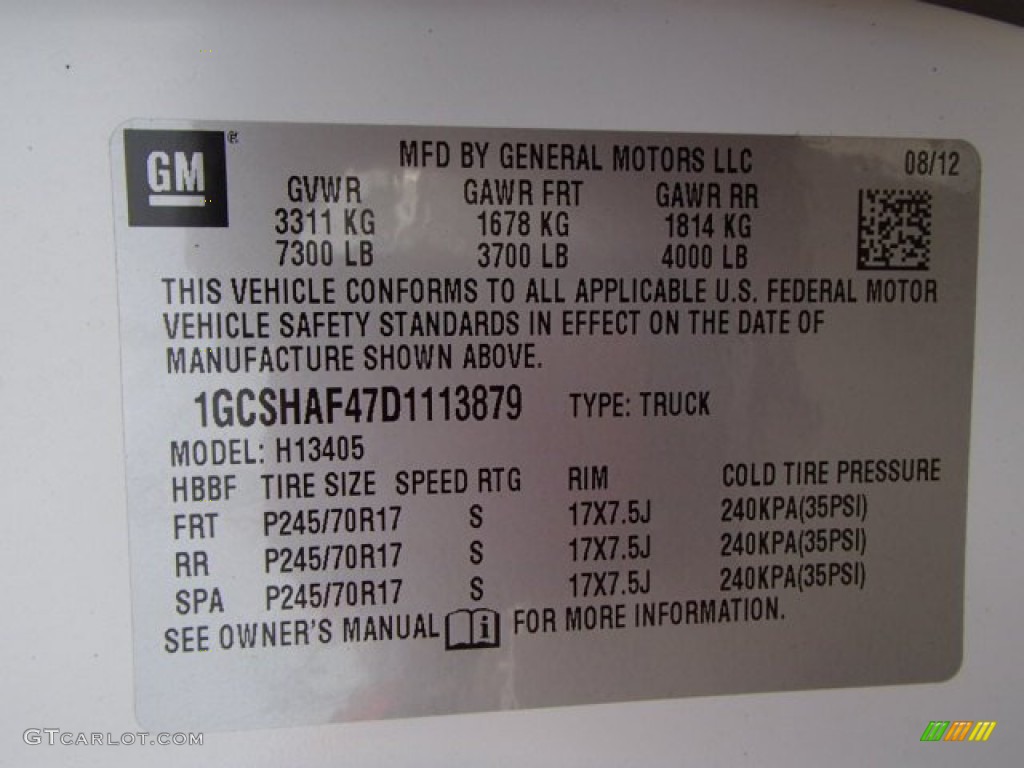 GM ®
MFD BY GENERAL MOTORS LLC 08/12
GVWR GAWR FRT GAWR RR
3311 KG 1678 KG 1814 KG
7300 LB 3700 LB 4000 LB
THIS VEHICLE CONFORMS TO ALL APPLICABLE U.S. FEDERAL MOTOR
VEHICLE SAFETY STANDARDS IN EFFECT ON THE DATE OF
MANUFACTURE SHOWN ABOVE.
1GCSHAF47D1113879 TYPE: TRUCK
MODEL: H13405
HBBF TIRE SIZE SPEED RTG RIM COLD TIRE PRESSURE
FRT P245/70R17 S 17X7.5J 240KPA(35PSI)
RR P245/70R17 S 17X7.5J 240KPA(35PSI)
SPA P245/70R17 S 17X7.5J 240KPA(35PSI)
SEE OWNER'S MANUAL i FOR MORE INFORMATION.
GTCARLOT.COM